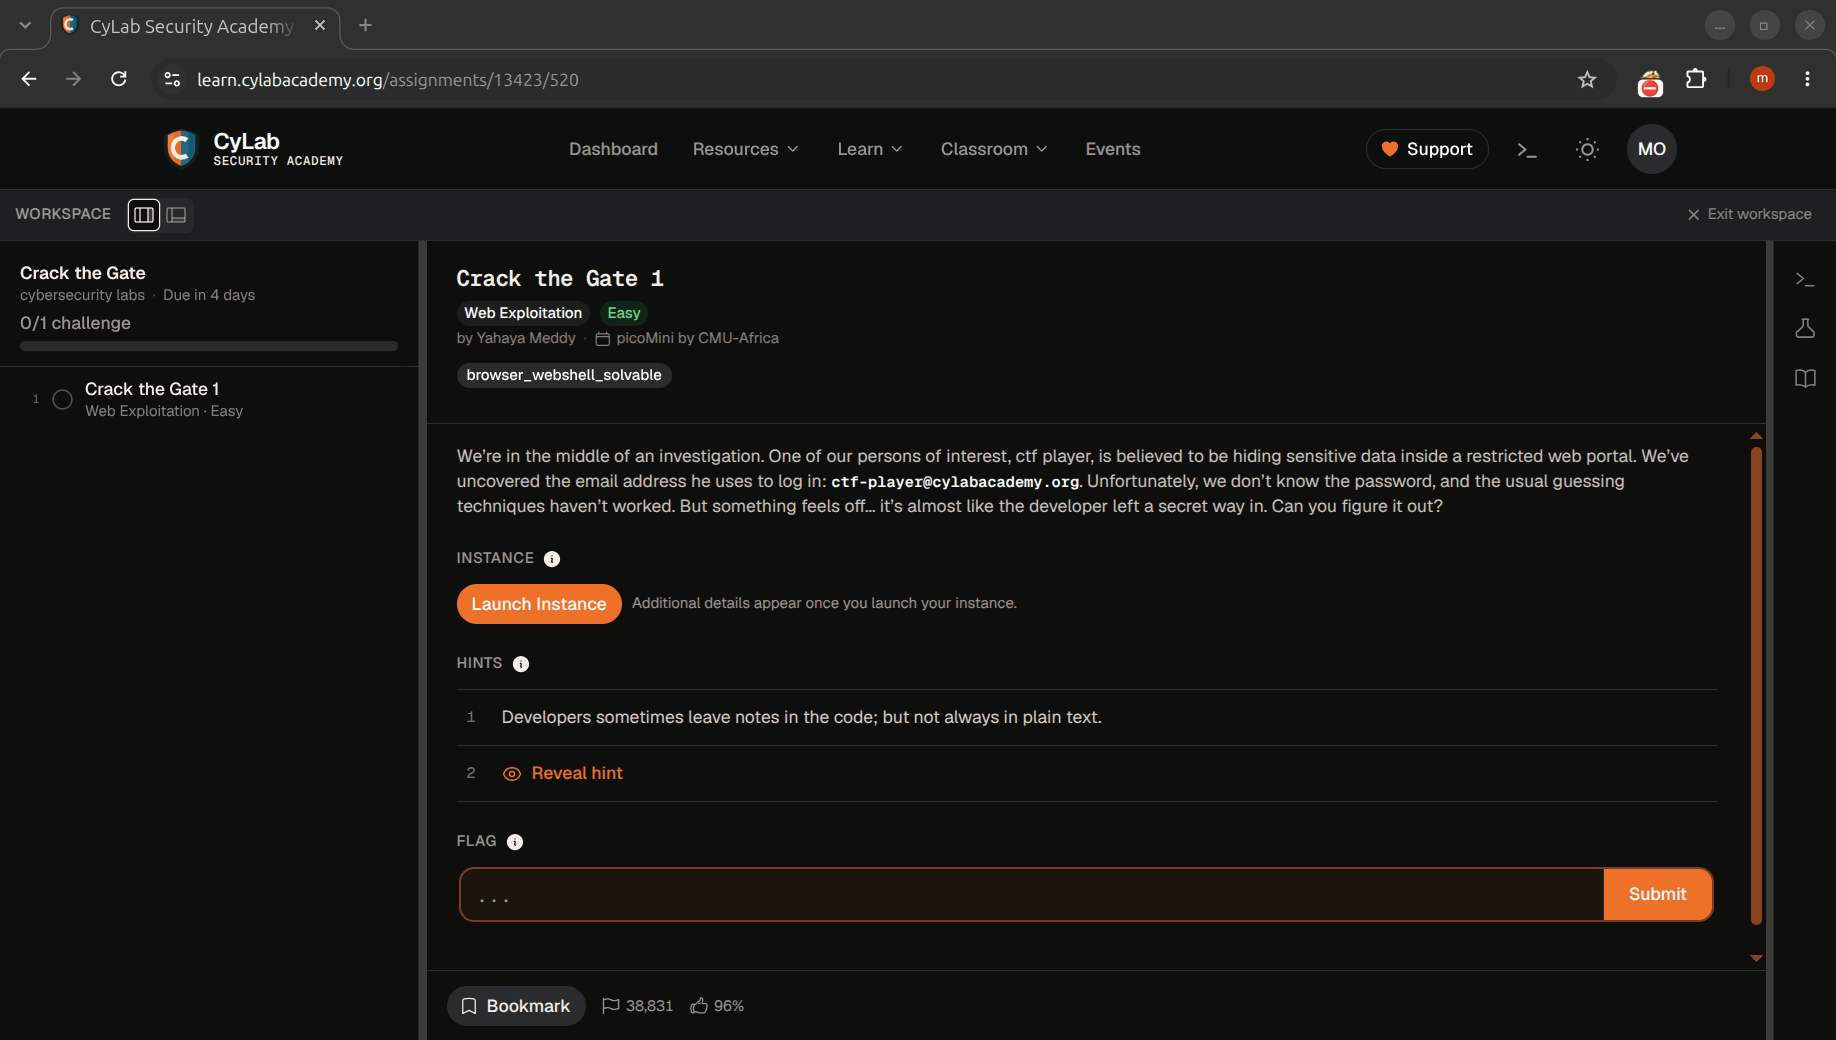 CyLab Security Academy
learn.cylabacademy.org/assignments/13423/520
m
CyLab
SECURITY ACADEMY
Dashboard
Resources
Learn
Classroom
Events
Support
MO
WORKSPACE
Exit workspace
Crack the Gate
cybersecurity labs · Due in 4 days
0/1 challenge
1
Crack the Gate 1
Web Exploitation · Easy
Crack the Gate 1
Web Exploitation
Easy
by Yahaya Meddy · picoMini by CMU-Africa
browser_webshell_solvable
We're in the middle of an investigation. One of our persons of interest, ctf player, is believed to be hiding sensitive data inside a restricted web portal. We've
uncovered the email address he uses to log in: ctf-player@cylabacademy.org. Unfortunately, we don't know the password, and the usual guessing
techniques haven't worked. But something feels off... it's almost like the developer left a secret way in. Can you figure it out?
INSTANCE
Launch Instance
Additional details appear once you launch your instance.
HINTS
1 Developers sometimes leave notes in the code; but not always in plain text.
2 Reveal hint
FLAG
...
Submit
Bookmark
38,831
96%